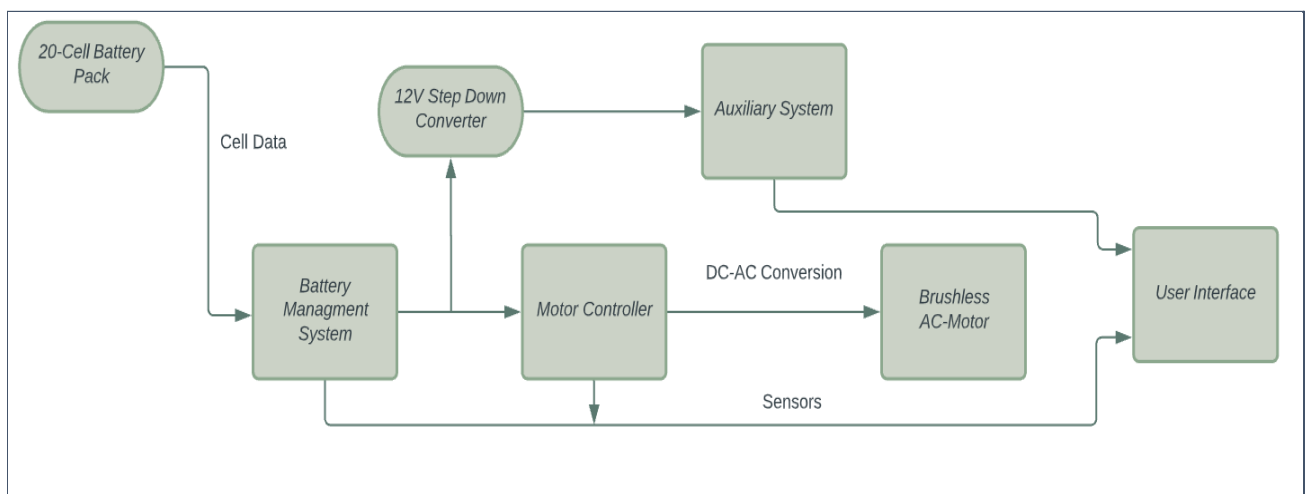 20-Cell Battery
Pack
12V Step Down
Converter
Auxiliary System
Cell Data
Battery
Managment
System
Motor Controller
DC-AC Conversion
Brushless
AC-Motor
User Interface
Sensors